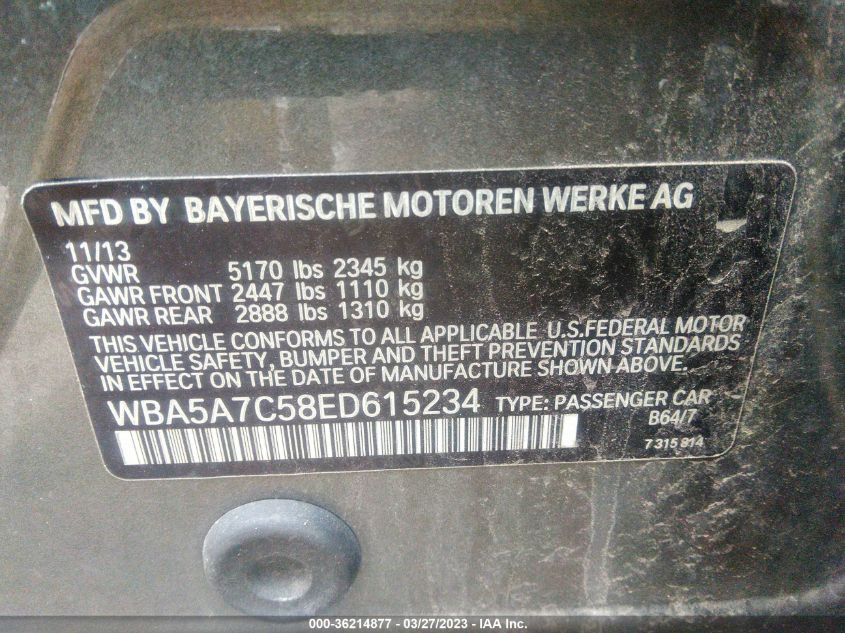 MFD BY BAYERISCHE MOTOREN WERKE AG
11/13
GVWR 5170 lbs 2345 kg
GAWR FRONT 2447 lbs 1110 kg
GAWR REAR 2888 lbs 1310 kg
THIS VEHICLE CONFORMS TO ALL APPLICABLE U.S.FEDERAL MOTOR
VEHICLE SAFETY, BUMPER AND THEFT PREVENTION STANDARDS
IN EFFECT ON THE DATE OF MANUFACTURE SHOWN ABOVE.
WBA5A7C58ED615234 TYPE: PASSENGER CAR
B64/7
7 315 814
000-36214877 - 03/27/2023 - IAA Inc.